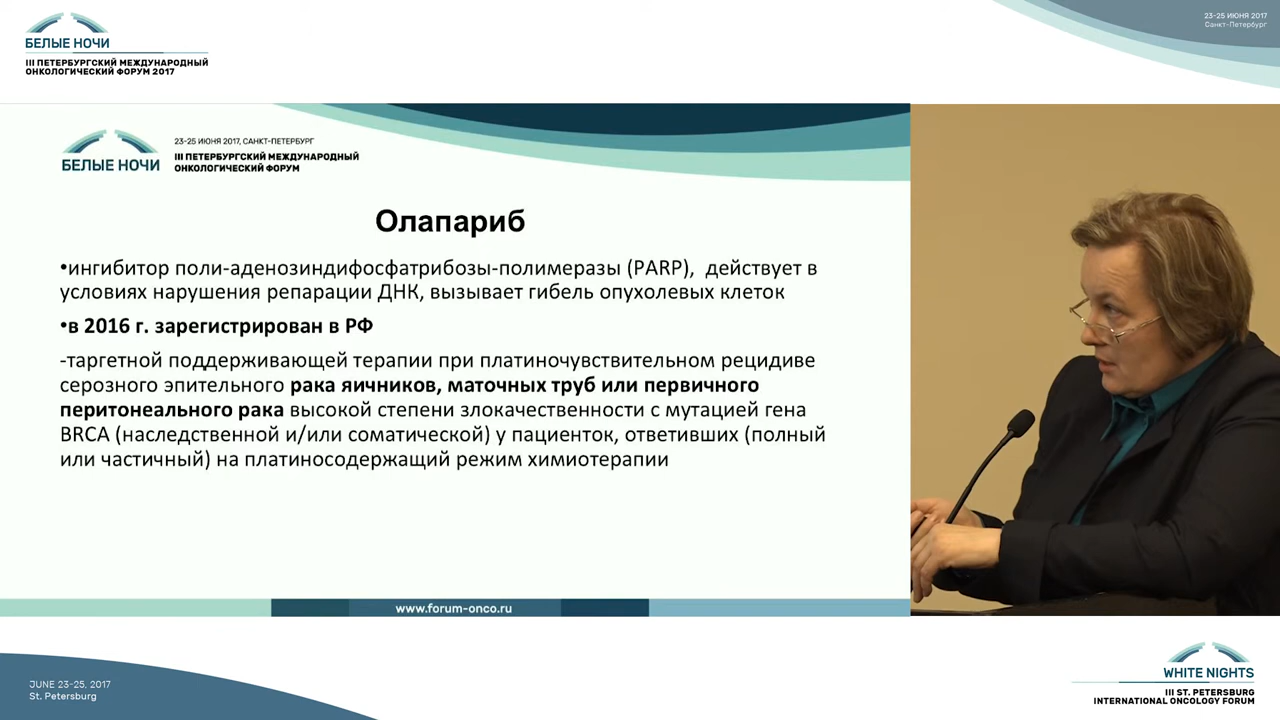 БЕЛЫЕ НОЧИ
III ПЕТЕРБУРГСКИЙ МЕЖДУНАРОДНЫЙ
ОНКОЛОГИЧЕСКИЙ ФОРУМ 2017
23-25 ИЮНЯ 2017
Санкт-Петербург
БЕЛЫЕ НОЧИ
23-25 ИЮНЯ 2017, САНКТ-ПЕТЕРБУРГ
III ПЕТЕРБУРГСКИЙ МЕЖДУНАРОДНЫЙ
ОНКОЛОГИЧЕСКИЙ ФОРУМ
Олапариб
•ингибитор поли-аденозиндифосфатрибозы-полимеразы (PARP), действует в
условиях нарушения репарации ДНК, вызывает гибель опухолевых клеток
•в 2016 г. зарегистрирован в РФ
-таргетной поддерживающей терапии при платиночувствительном рецидиве
серозного эпительного рака яичников, маточных труб или первичного
перитонеального рака высокой степени злокачественности с мутацией гена
BRCA (наследственной и/или соматической) у пациенток, ответивших (полный
или частичный) на платиносодержащий режим химиотерапии
www.forum-onco.ru
JUNE 23-25, 2017
St. Petersburg
WHITE NIGHTS
III ST. PETERSBURG
INTERNATIONAL ONCOLOGY FORUM